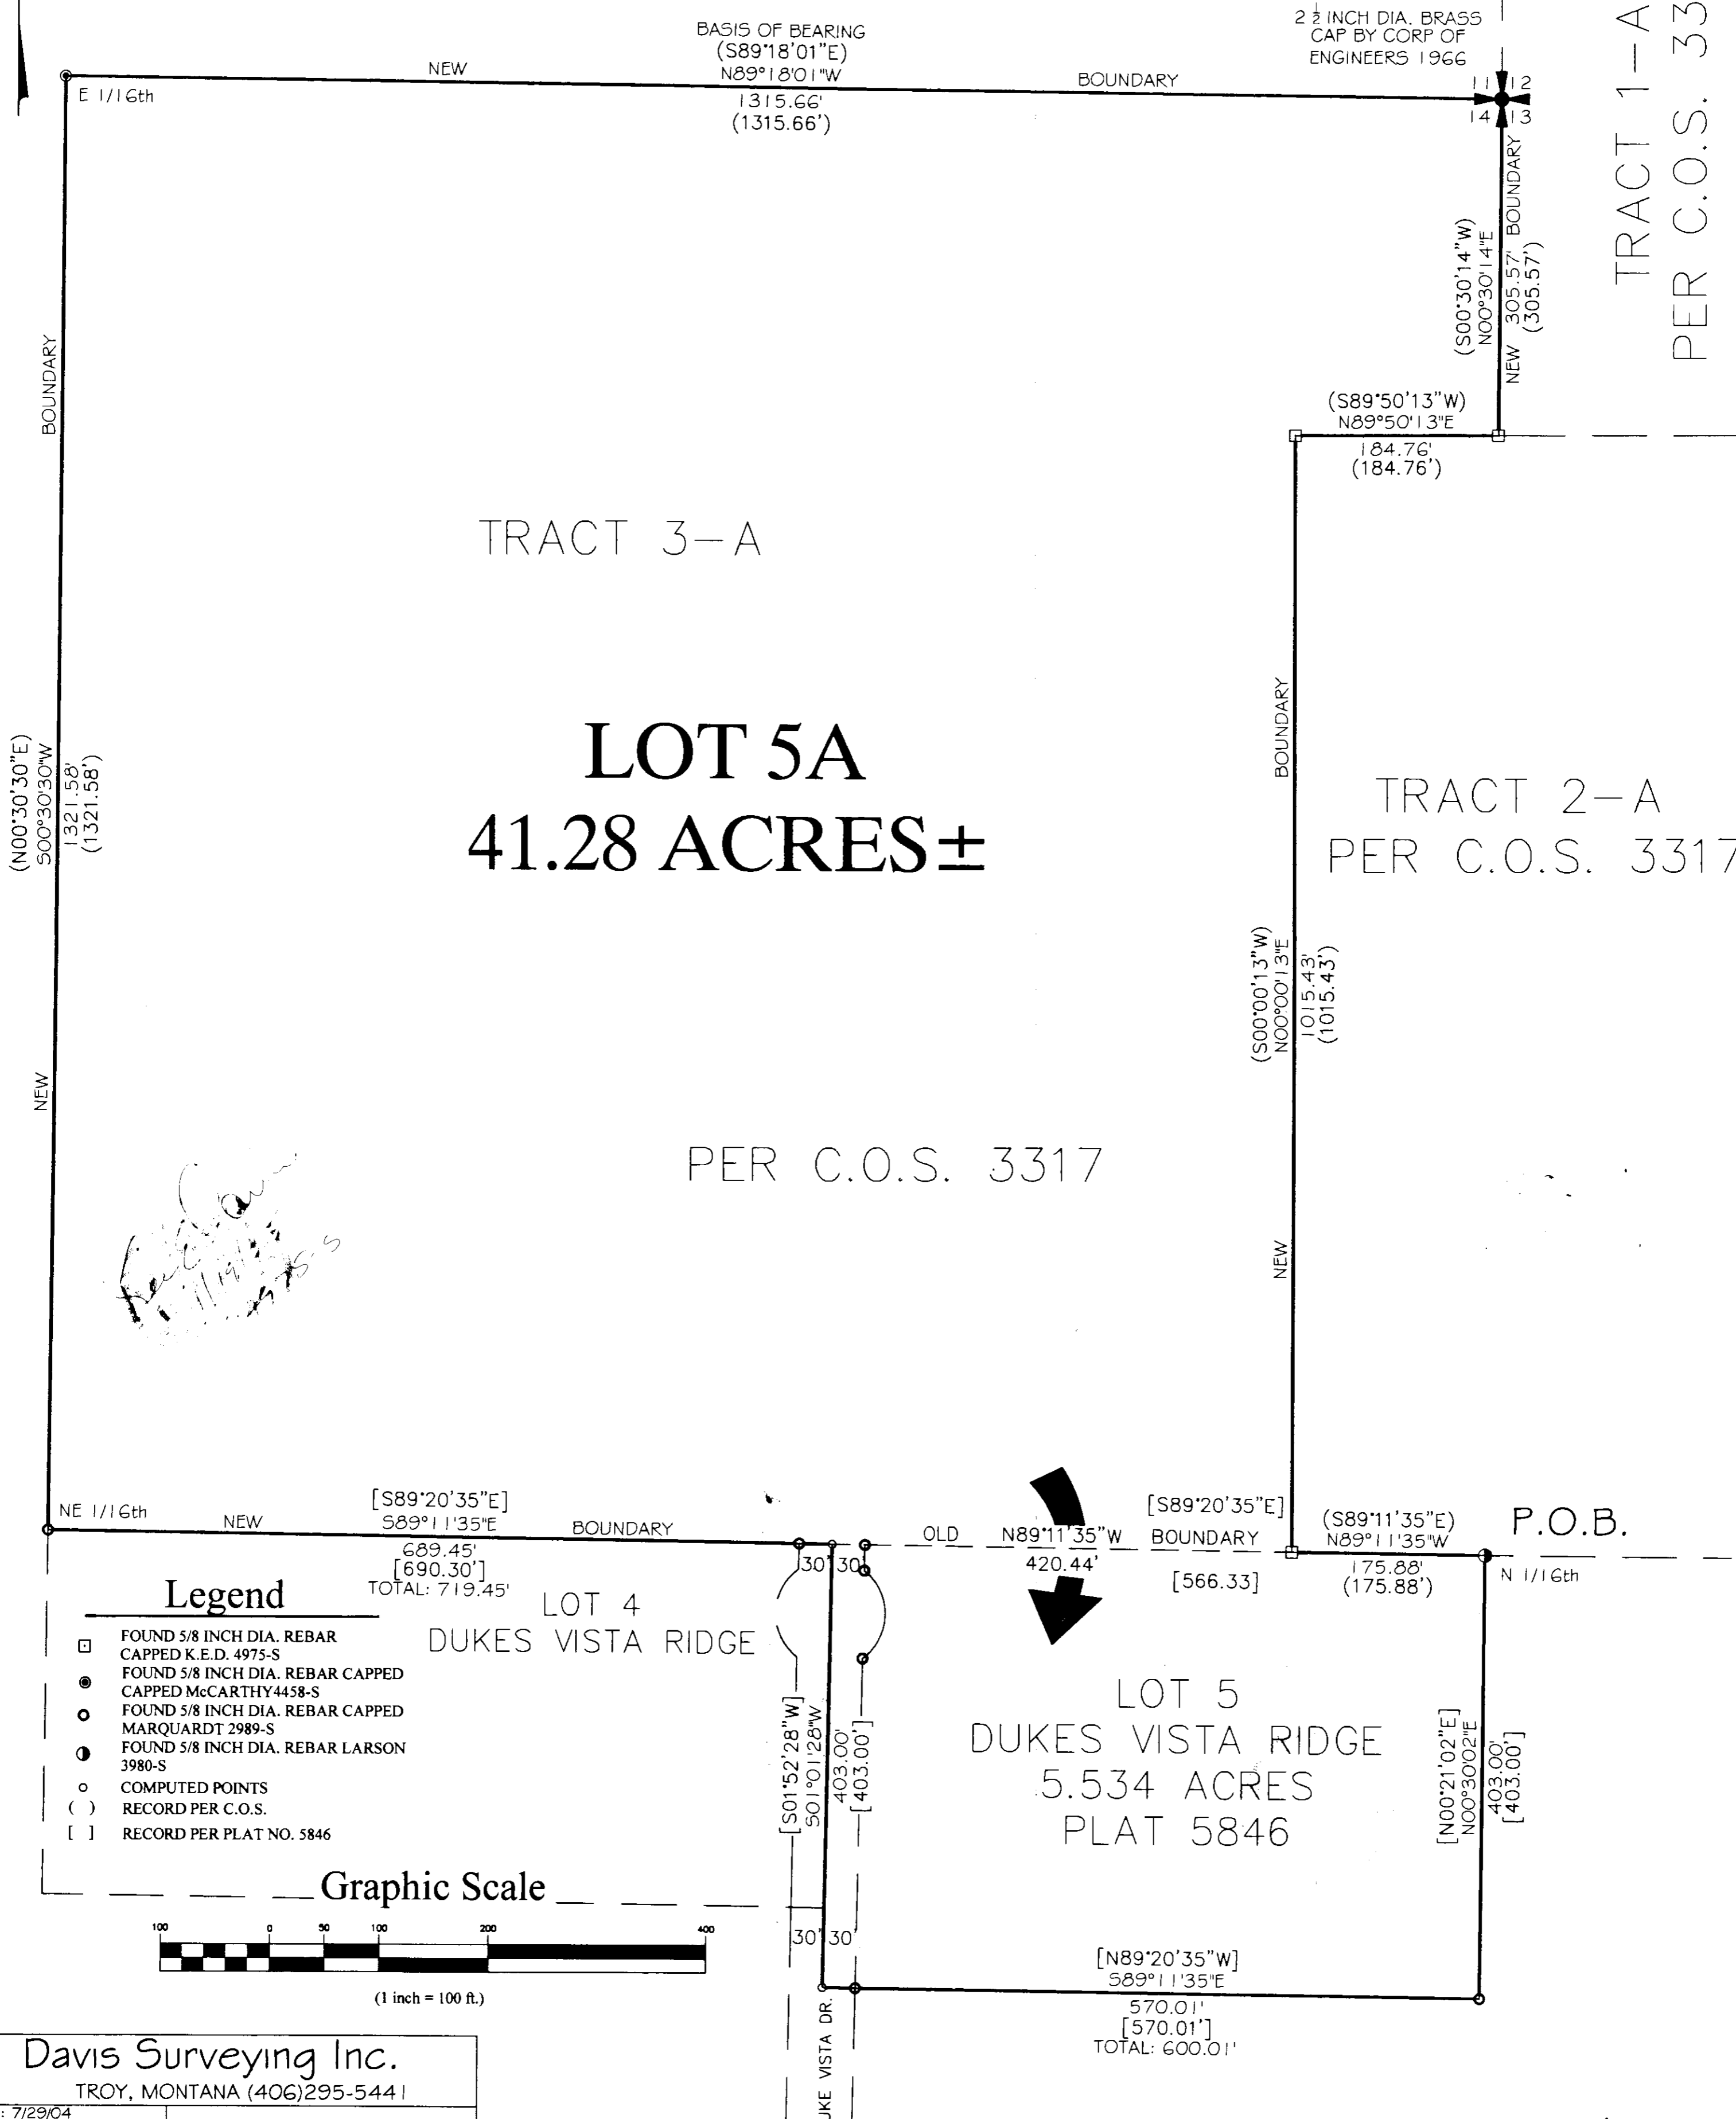 BASIS OF BEARING
(S89°18'01"E)
N89°18'01"W
NEW
BOUNDARY
1315.66'
(1315.66')
E 1/16th
2 ½ INCH DIA. BRASS
CAP BY CORP OF
ENGINEERS 1966
11 12
14 13
TRACT 1-A
PER C.O.S. 33
(S00°30'14"W)
N00°30'14"E
NEW 305.57' BOUNDARY
(305.57')
(S89°50'13"W)
N89°50'13"E
184.76'
(184.76')
BOUNDARY
(N00°30'30"E)
S00°30'30"W
1321.58'
(1321.58')
NEW
TRACT 3-A
LOT 5A
41.28 ACRES±
PER C.O.S. 3317
BOUNDARY
(S00°00'13"W)
N00°00'13"E
1015.43'
(1015.43')
NEW
TRACT 2-A
PER C.O.S. 3317
NE 1/16th
NEW
[S89°20'35"E]
S89°11'35"E
BOUNDARY
689.45'
[690.30']
TOTAL: 719.45'
30' 30'
OLD N89°11'35"W BOUNDARY
[S89°20'35"E]
420.44'
[566.33]
(S89°11'35"E)
N89°11'35"W
175.88'
(175.88')
P.O.B.
N 1/16th
LOT 4
DUKES VISTA RIDGE
Legend
FOUND 5/8 INCH DIA. REBAR
CAPPED K.E.D. 4975-S
FOUND 5/8 INCH DIA. REBAR CAPPED
CAPPED McCARTHY4458-S
FOUND 5/8 INCH DIA. REBAR CAPPED
MARQUARDT 2989-S
FOUND 5/8 INCH DIA. REBAR LARSON
3980-S
COMPUTED POINTS
( ) RECORD PER C.O.S.
[ ] RECORD PER PLAT NO. 5846
[S01°52'28"W]
S01°01'28"W
403.00'
[403.00']
LOT 5
DUKES VISTA RIDGE
5.534 ACRES
PLAT 5846
[N00°21'02"E]
N00°30'02"E
403.00'
[403.00']
Graphic Scale
100 0 50 100 200 400
(1 inch = 100 ft.)
30' 30'
[N89°20'35"W]
S89°11'35"E
570.01'
[570.01']
TOTAL: 600.01'
UKE VISTA DR.
Davis Surveying Inc.
TROY, MONTANA (406)295-5441
: 7/29/04